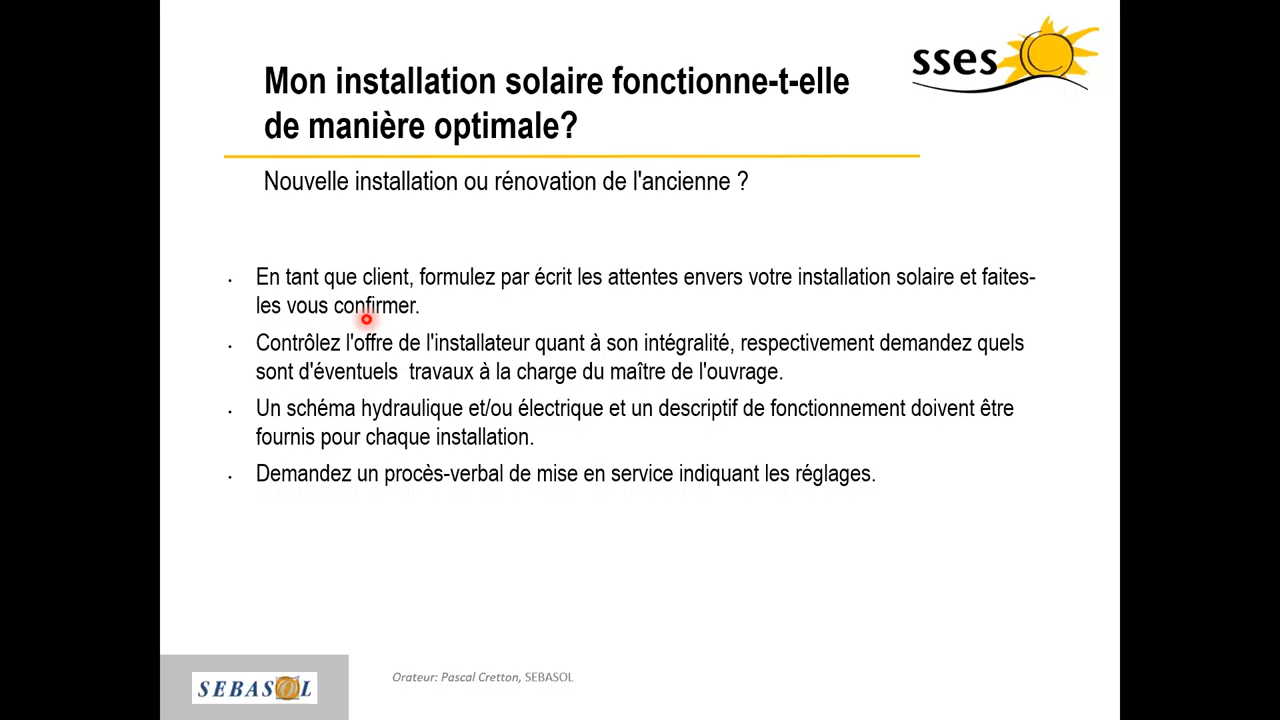 sses
Mon installation solaire fonctionne-t-elle
de manière optimale?
Nouvelle installation ou rénovation de l'ancienne ?
• En tant que client, formulez par écrit les attentes envers votre installation solaire et faites-
les vous confirmer.
• Contrôlez l'offre de l'installateur quant à son intégralité, respectivement demandez quels
sont d'éventuels  travaux à la charge du maître de l'ouvrage.
• Un schéma hydraulique et/ou électrique et un descriptif de fonctionnement doivent être
fournis pour chaque installation.
• Demandez un procès-verbal de mise en service indiquant les réglages.
SEBASOL
Orateur: Pascal Cretton, SEBASOL